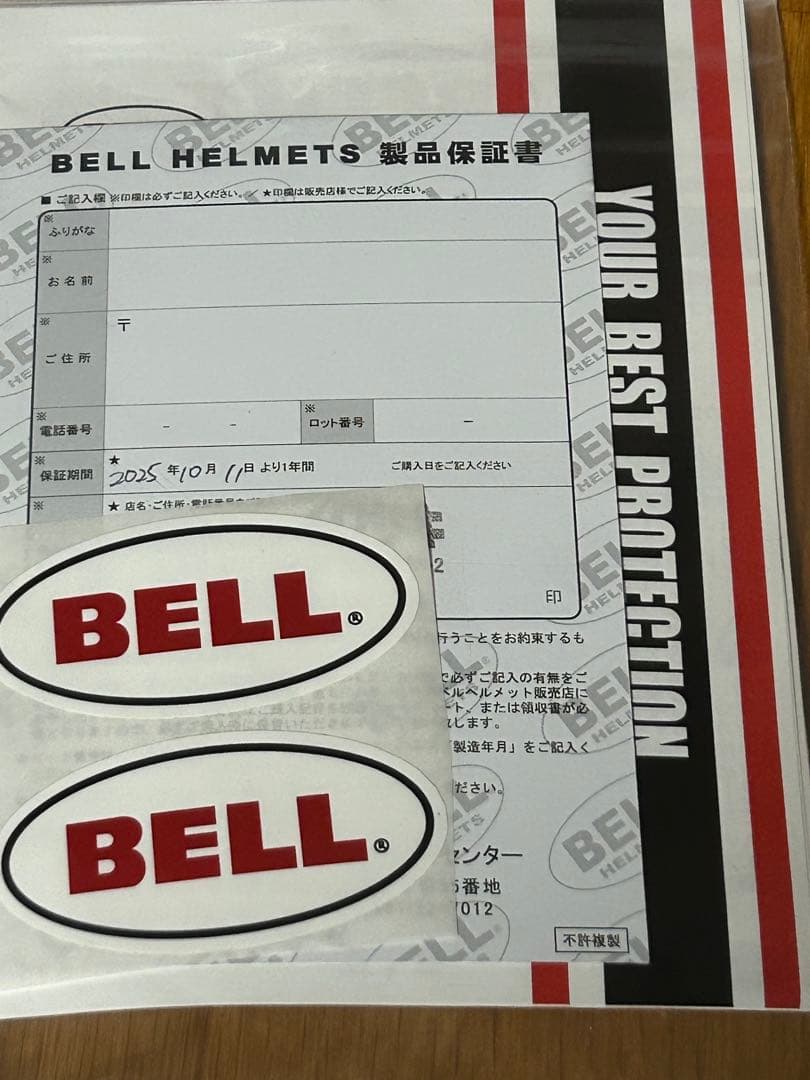 BELL HELMETS 製品保証書
■ ご記入欄 ※印欄は必ずご記入ください。／ ★印欄は販売店様でご記入ください。
※
ふりがな
※
お名前
※
ご住所
〒
※
電話番号
- -
※
ロット番号
-
※
保証期間
★
2025 年 10 月 11 日 より1年間
ご購入日をご記入ください
※
★ 店名・ご住所・電話番号
印
行うことをお約束するも
で必ずご記入の有無をご
ベルヘルメット販売店に
ート、または領収書が必
します。
「製造年月」をご記入く
ださい。
センター
番地
012
不許複製
BELL®
BELL®
YOUR BEST PROTECTION